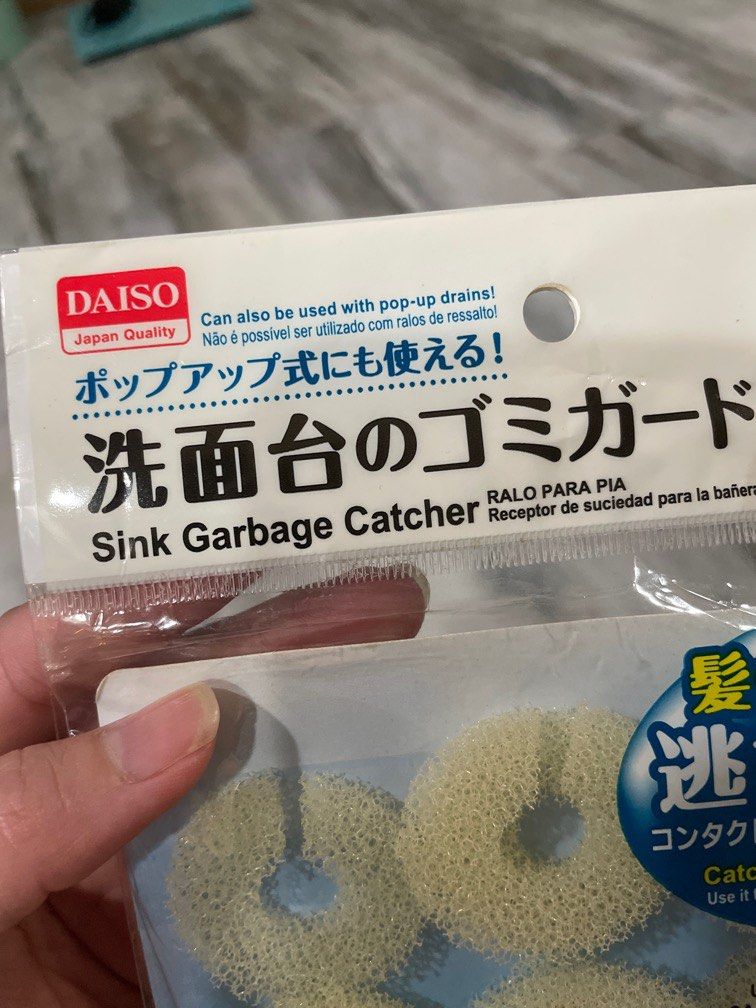 DAISO
Japan Quality
Can also be used with pop-up drains!
Não é possível ser utilizado com ralos de ressalto!
ポップアップ式にも使える!
洗面台のゴミガード
Sink Garbage Catcher
RALO PARA PIA
Receptor de suciedad para la bañera
髪
逃
コンタク
Catc
Use it